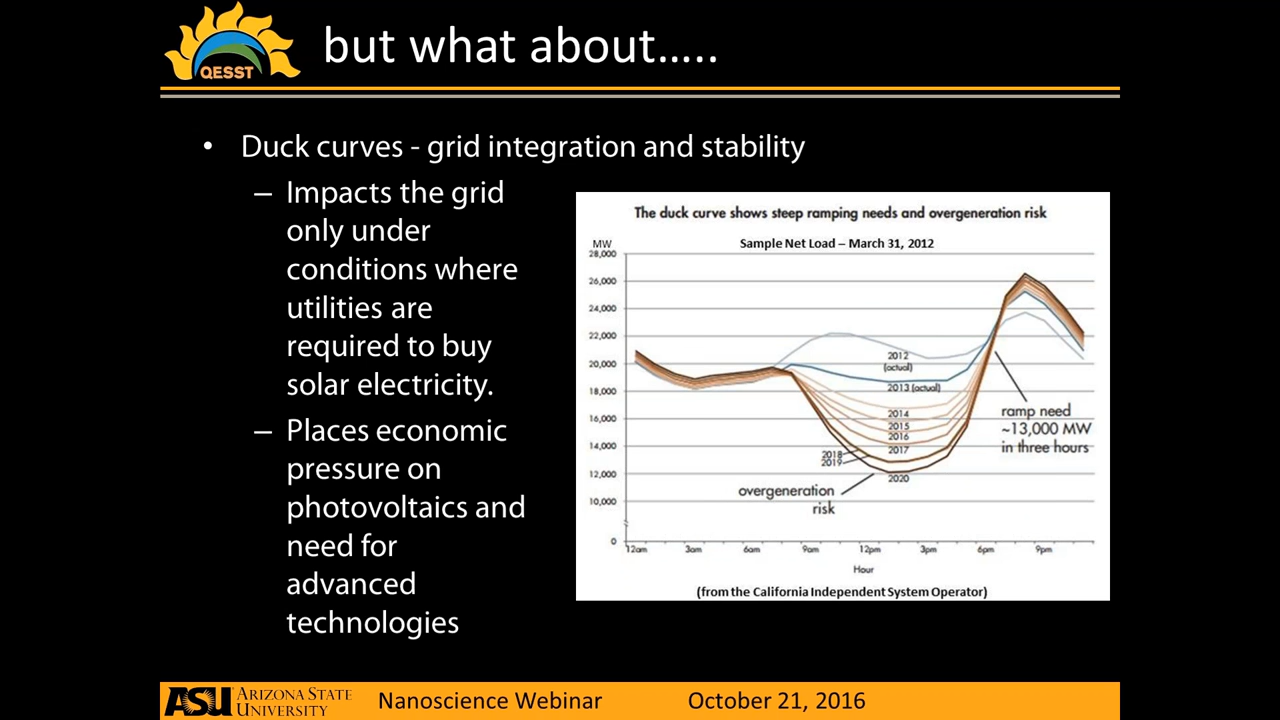 QESST
but what about.....
• Duck curves - grid integration and stability
– Impacts the grid
only under
conditions where
utilities are
required to buy
solar electricity.
– Places economic
pressure on
photovoltaics and
need for
advanced
technologies
The duck curve shows steep ramping needs and overgeneration risk
Sample Net Load – March 31, 2012
MW
28,000
26,000
24,000
22,000
20,000
18,000
16,000
14,000
12,000
10,000
0
2012
(actual)
2013 (actual)
2014
2015
2016
2017
2018
2019
2020
ramp need
~13,000 MW
in three hours
overgeneration
risk
12am 3am 6am 9am 12pm 3pm 6pm 9pm
Hour
(from the California Independent System Operator)
ASU ARIZONA STATE
UNIVERSITY
Nanoscience Webinar October 21, 2016